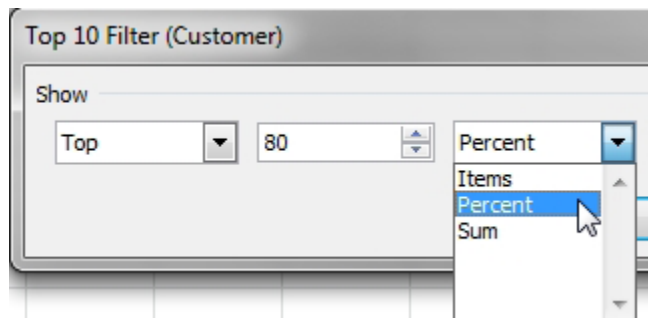 Top 10 Filter (Customer)
Show
Top 80 Percent
Items
Percent
Sum